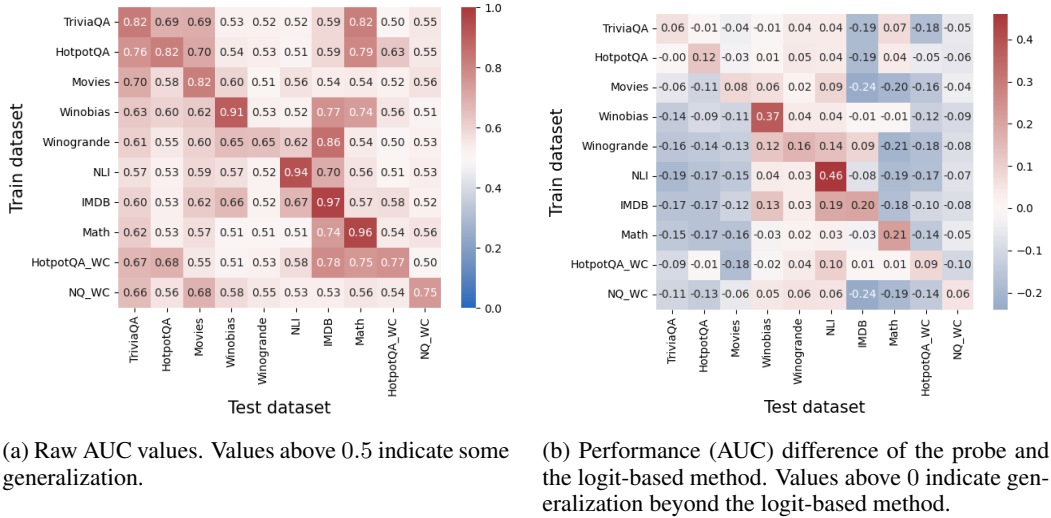 TriviaQA 0.82 0.69 0.69 0.53 0.52 0.52 0.59 0.82 0.50 0.55
HotpotQA 0.76 0.82 0.70 0.54 0.53 0.51 0.59 0.79 0.63 0.55
Movies 0.70 0.58 0.82 0.60 0.51 0.56 0.54 0.54 0.52 0.56
Winobias 0.63 0.60 0.62 0.91 0.53 0.52 0.77 0.74 0.56 0.51
Winogrande 0.61 0.55 0.60 0.65 0.65 0.62 0.86 0.54 0.50 0.53
NLI 0.57 0.53 0.59 0.57 0.52 0.94 0.70 0.56 0.51 0.53
IMDB 0.60 0.53 0.62 0.66 0.52 0.67 0.97 0.57 0.58 0.52
Math 0.62 0.53 0.57 0.51 0.51 0.51 0.74 0.96 0.54 0.56
HotpotQA_WC 0.67 0.68 0.55 0.51 0.53 0.58 0.78 0.75 0.77 0.50
NQ_WC 0.66 0.56 0.68 0.58 0.55 0.53 0.53 0.56 0.54 0.75
TriviaQA HotpotQA Movies Winobias Winogrande NLI IMDB Math HotpotQA_WC NQ_WC
Train dataset
Test dataset
1.0
0.8
0.6
0.4
0.2
0.0
(a) Raw AUC values. Values above 0.5 indicate some
generalization.
TriviaQA 0.06 -0.01 -0.04 -0.01 0.04 0.04 -0.19 0.07 -0.18 -0.05
HotpotQA -0.00 0.12 -0.03 0.01 0.05 0.04 -0.19 0.04 -0.05 -0.06
Movies -0.06 -0.11 0.08 0.06 0.02 0.09 -0.24 -0.20 -0.16 -0.04
Winobias -0.14 -0.09 -0.11 0.37 0.04 0.04 -0.01 -0.01 -0.12 -0.09
Winogrande -0.16 -0.14 -0.13 0.12 0.16 0.14 0.09 -0.21 -0.18 -0.08
NLI -0.19 -0.17 -0.15 0.04 0.03 0.46 -0.08 -0.19 -0.17 -0.07
IMDB -0.17 -0.17 -0.12 0.13 0.03 0.19 0.20 -0.18 -0.10 -0.08
Math -0.15 -0.17 -0.16 -0.03 0.02 0.03 -0.03 0.21 -0.14 -0.05
HotpotQA_WC -0.09 -0.01 -0.18 -0.02 0.04 0.10 0.01 0.01 0.09 -0.10
NQ_WC -0.11 -0.13 -0.06 0.05 0.06 0.06 -0.24 -0.19 -0.14 0.06
TriviaQA HotpotQA Movies Winobias Winogrande NLI IMDB Math HotpotQA_WC NQ_WC
Train dataset
Test dataset
0.4
0.3
0.2
0.1
0.0
−0.1
−0.2
(b) Performance (AUC) difference of the probe and
the logit-based method. Values above 0 indicate gen-
eralization beyond the logit-based method.